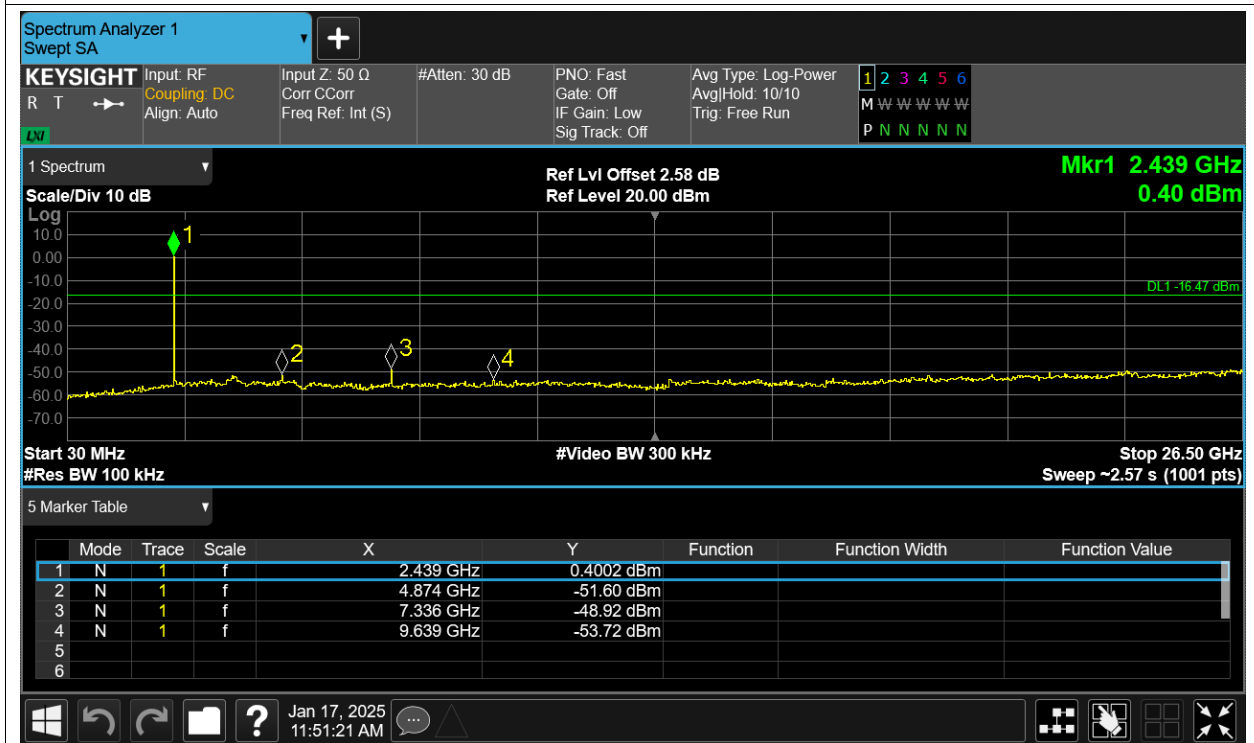 Spectrum Analyzer 1
Swept SA
KEYSIGHT
R T
LXI
Input: RF
Coupling: DC
Align: Auto
Input Z: 50 Ω
Corr CCorr
Freq Ref: Int (S)
#Atten: 30 dB
PNO: Fast
Gate: Off
IF Gain: Low
Sig Track: Off
Avg Type: Log-Power
Avg|Hold: 10/10
Trig: Free Run
1 2 3 4 5 6
M W W W W W W
P N N N N N
1 Spectrum
Scale/Div 10 dB
Ref Lvl Offset 2.58 dB
Ref Level 20.00 dBm
Mkr1 2.439 GHz
0.40 dBm
Log
10.0
0.00
-10.0
-20.0
-30.0
-40.0
-50.0
-60.0
-70.0
1
2
3
4
DL1 -16.47 dBm
Start 30 MHz
#Res BW 100 kHz
#Video BW 300 kHz
Stop 26.50 GHz
Sweep ~2.57 s (1001 pts)
5 Marker Table
Mode Trace Scale X Y Function Function Width Function Value
1 N 1 f 2.439 GHz 0.4002 dBm
2 N 1 f 4.874 GHz -51.60 dBm
3 N 1 f 7.336 GHz -48.92 dBm
4 N 1 f 9.639 GHz -53.72 dBm
5
6
?
Jan 17, 2025
11:51:21 AM